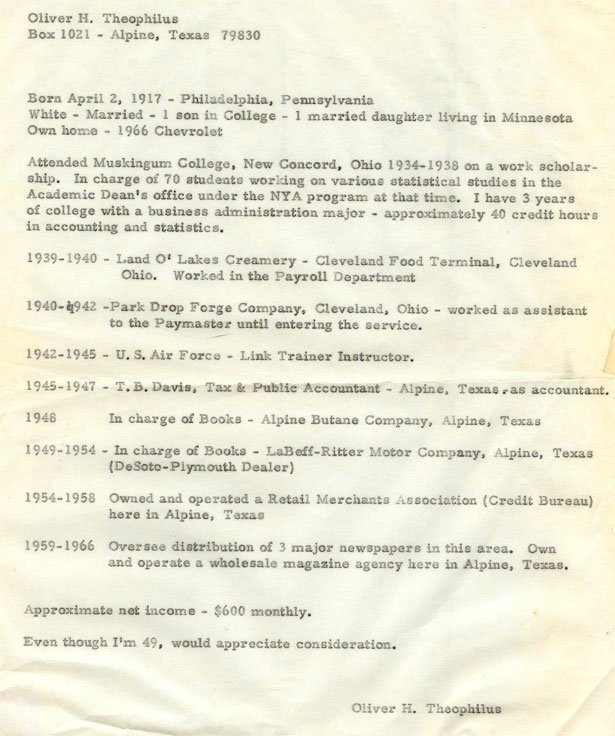 Oliver H. Theophilus
Box 1021 - Alpine, Texas 79830
Born April 2, 1917 - Philadelphia, Pennsylvania
White - Married - 1 son in College - 1 married daughter living in Minnesota
Own home - 1966 Chevrolet
Attended Muskingum College, New Concord, Ohio 1934-1938 on a work scholar-
ship. In charge of 70 students working on various statistical studies in the
Academic Dean's office under the NYA program at that time. I have 3 years
of college with a business administration major - approximately 40 credit hours
in accounting and statistics.
1939-1940 - Land O' Lakes Creamery - Cleveland Food Terminal, Cleveland
Ohio. Worked in the Payroll Department
1940-1942 -Park Drop Forge Company, Cleveland, Ohio - worked as assistant
to the Paymaster until entering the service.
1942-1945 - U.S. Air Force - Link Trainer Instructor.
1945-1947 - T.B. Davis, Tax & Public Accountant - Alpine, Texas.as accountant.
1948 In charge of Books - Alpine Butane Company, Alpine, Texas
1949-1954 - In charge of Books - LaBeff-Ritter Motor Company, Alpine, Texas
(DeSoto-Plymouth Dealer)
1954-1958 Owned and operated a Retail Merchants Association (Credit Bureau)
here in Alpine, Texas
1959-1966 Oversee distribution of 3 major newspapers in this area. Own
and operate a wholesale magazine agency here in Alpine, Texas.
Approximate net income - $600 monthly.
Even though I'm 49, would appreciate consideration.
Oliver H. Theophilus